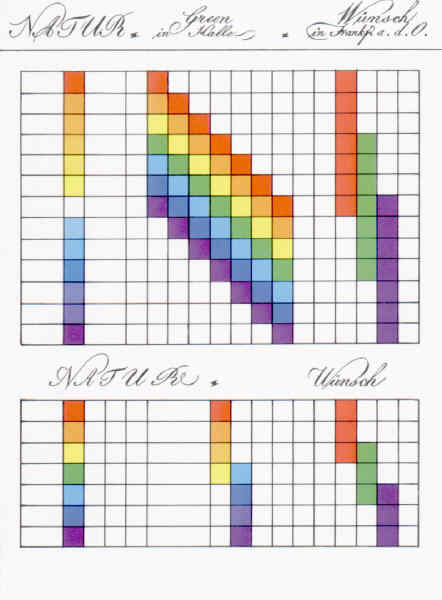 NATUR = Green in Halle = Wünsch in Frankf. a. d. O.
NATUR = Wünsch